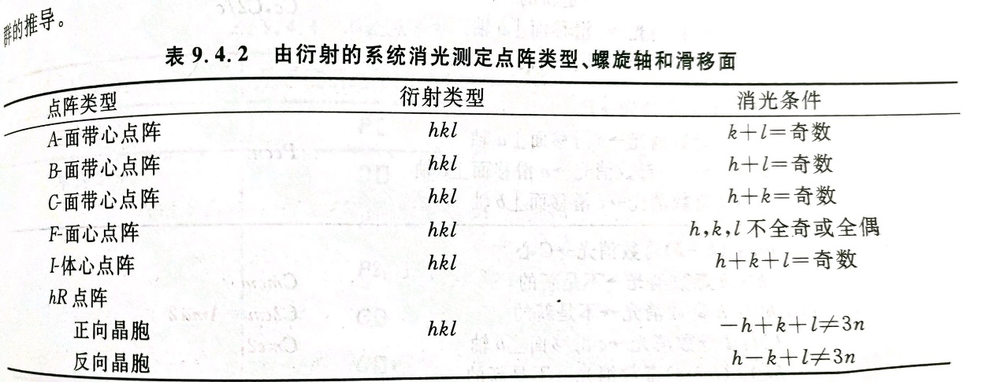 群的推导。
表 9.4.2 由衍射的系统消光测定点阵类型、螺旋轴和滑移面
点阵类型 衍射类型 消光条件
A-面带心点阵 hkl k+l=奇数
B-面带心点阵 hkl h+l=奇数
C-面带心点阵 hkl h+k=奇数
F-面心点阵 hkl h,k,l 不全奇或全偶
I-体心点阵 hkl h+k+l=奇数
hR 点阵
正向晶胞 hkl −h+k+l≠3n
反向晶胞 h−k+l≠3n